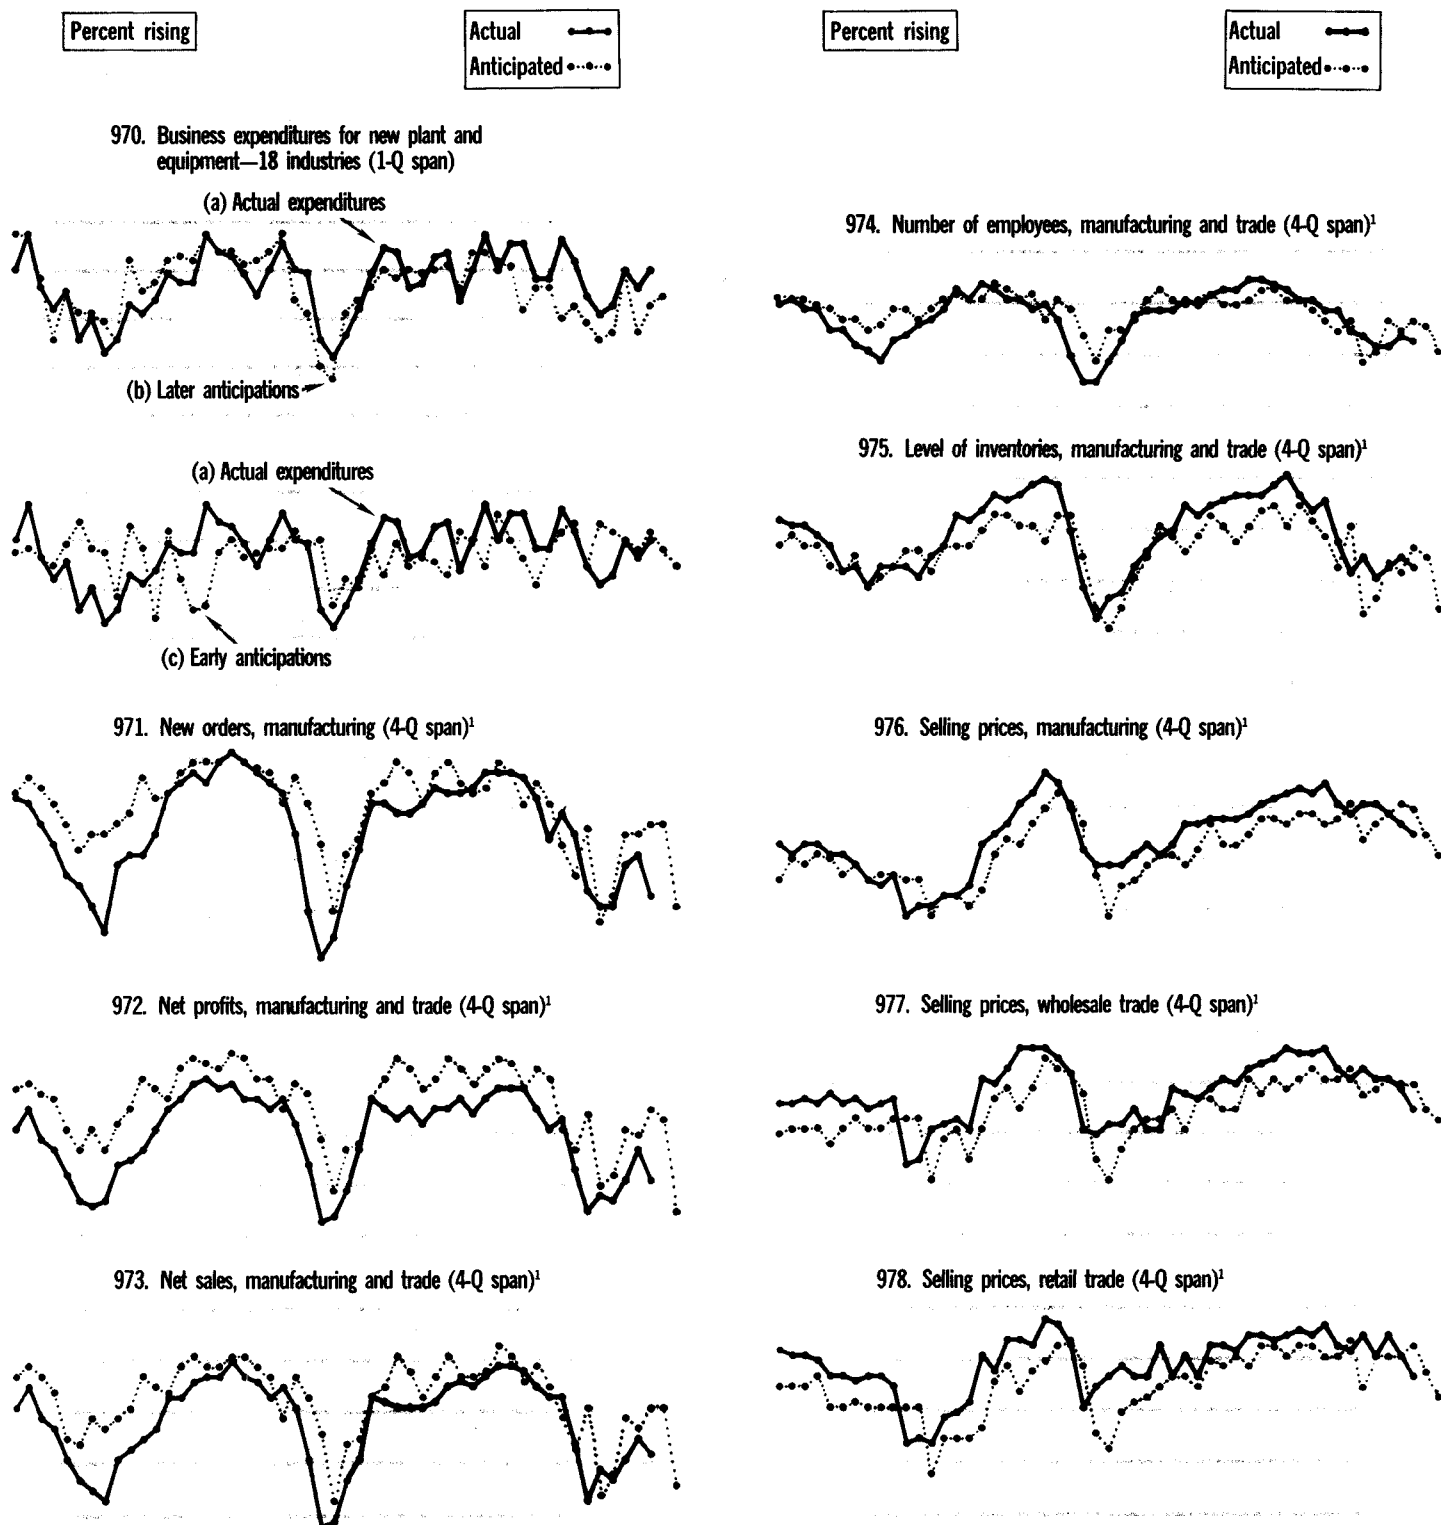 Percent rising
Actual
Anticipated
970. Business expenditures for new plant and
equipment—18 industries (1-Q span)
(a) Actual expenditures
(b) Later anticipations
(a) Actual expenditures
(c) Early anticipations
971. New orders, manufacturing (4-Q span)¹
972. Net profits, manufacturing and trade (4-Q span)¹
973. Net sales, manufacturing and trade (4-Q span)¹
Percent rising
Actual
Anticipated
974. Number of employees, manufacturing and trade (4-Q span)¹
975. Level of inventories, manufacturing and trade (4-Q span)¹
976. Selling prices, manufacturing (4-Q span)¹
977. Selling prices, wholesale trade (4-Q span)¹
978. Selling prices, retail trade (4-Q span)¹